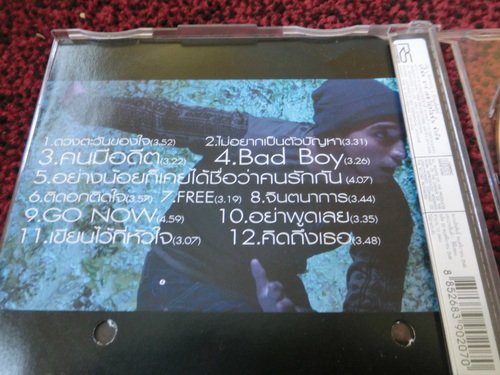 1.ดวงตะวันของใจ(3.52) 2.ไม่อยากเป็นตัวปัญหา(3.31)
3.คนมีอดีต(3.22) 4.Bad Boy(3.26)
5.อย่างน้อยก็เคยได้ชื่อว่าคนรักกัน(4.07)
6.ติดอกติดใจ(3.59) 7.FREE(3.19) 8.จินตนาการ(3.44)
9.GO NOW(4.59) 10.อย่าพูดเลย(3.35)
11.เขียนไว้ที่หัวใจ(3.07) 12.คิดถึงเธอ(3.48)
8 852683 902070